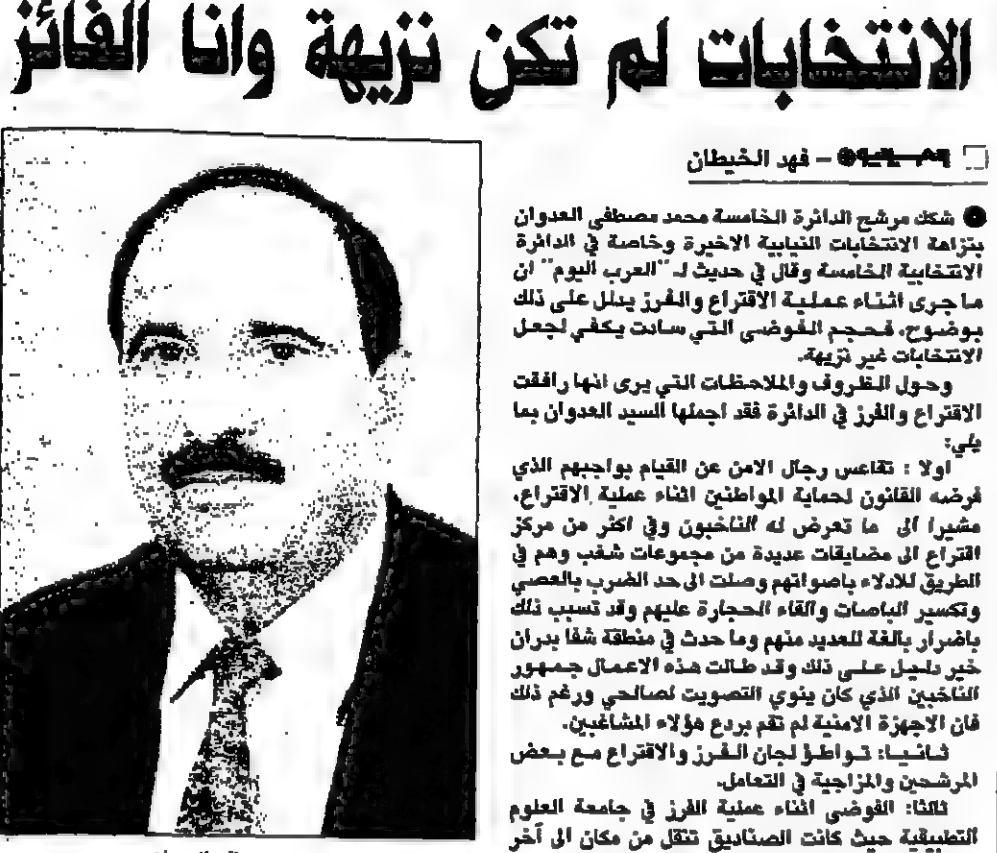 الانتخابات لم تكن نزيهة وانا الفائز
– فهد الخيطان
شكك مرشح الدائرة الخامسة محمد مصطفى العدوان
بنزاهة الانتخابات النيابية الاخيرة وخاصة في الدائرة
الانتخابية الخامسة وقال في حديث لـ "العرب اليوم" ان
ما جرى اثناء عملية الاقتراع والفرز يدلل على ذلك
بوضوح، فحجم الفوضى التي سادت يكفي لجعل
الانتخابات غير نزيهة.
وحول الظروف والملاحظات التي يرى انها رافقت
الاقتراع والفرز في الدائرة فقد اجملها السيد العدوان بما
يلي:
اولا : تقاعس رجال الامن عن القيام بواجبهم الذي
فرضه القانون لحماية المواطنين اثناء عملية الاقتراع،
مشيرا الى ما تعرض له الناخبون وفي اكثر من مركز
اقتراع الى مضايقات عديدة من مجموعات شغب وهم في
الطريق للادلاء باصواتهم وصلت الى حد الضرب بالعصي
وتكسير الباصات والقاء الحجارة عليهم وقد تسبب ذلك
باضرار بالغة للعديد منهم وما حدث في منطقة شفا بدران
خير دليل على ذلك وقد طالت هذه الاعمال جمهور
الناخبين الذي كان ينوي التصويت لصالحي ورغم ذلك
فان الاجهزة الامنية لم تقم بردع هؤلاء المشاغبين.
ثانيا: تواطؤ لجان الفرز والاقتراع مع بعض
المرشحين والمزاجية في التعامل.
ثالثا: الفوضى اثناء عملية الفرز في جامعة العلوم
التطبيقية حيث كانت الصناديق تنقل من مكان الى آخر